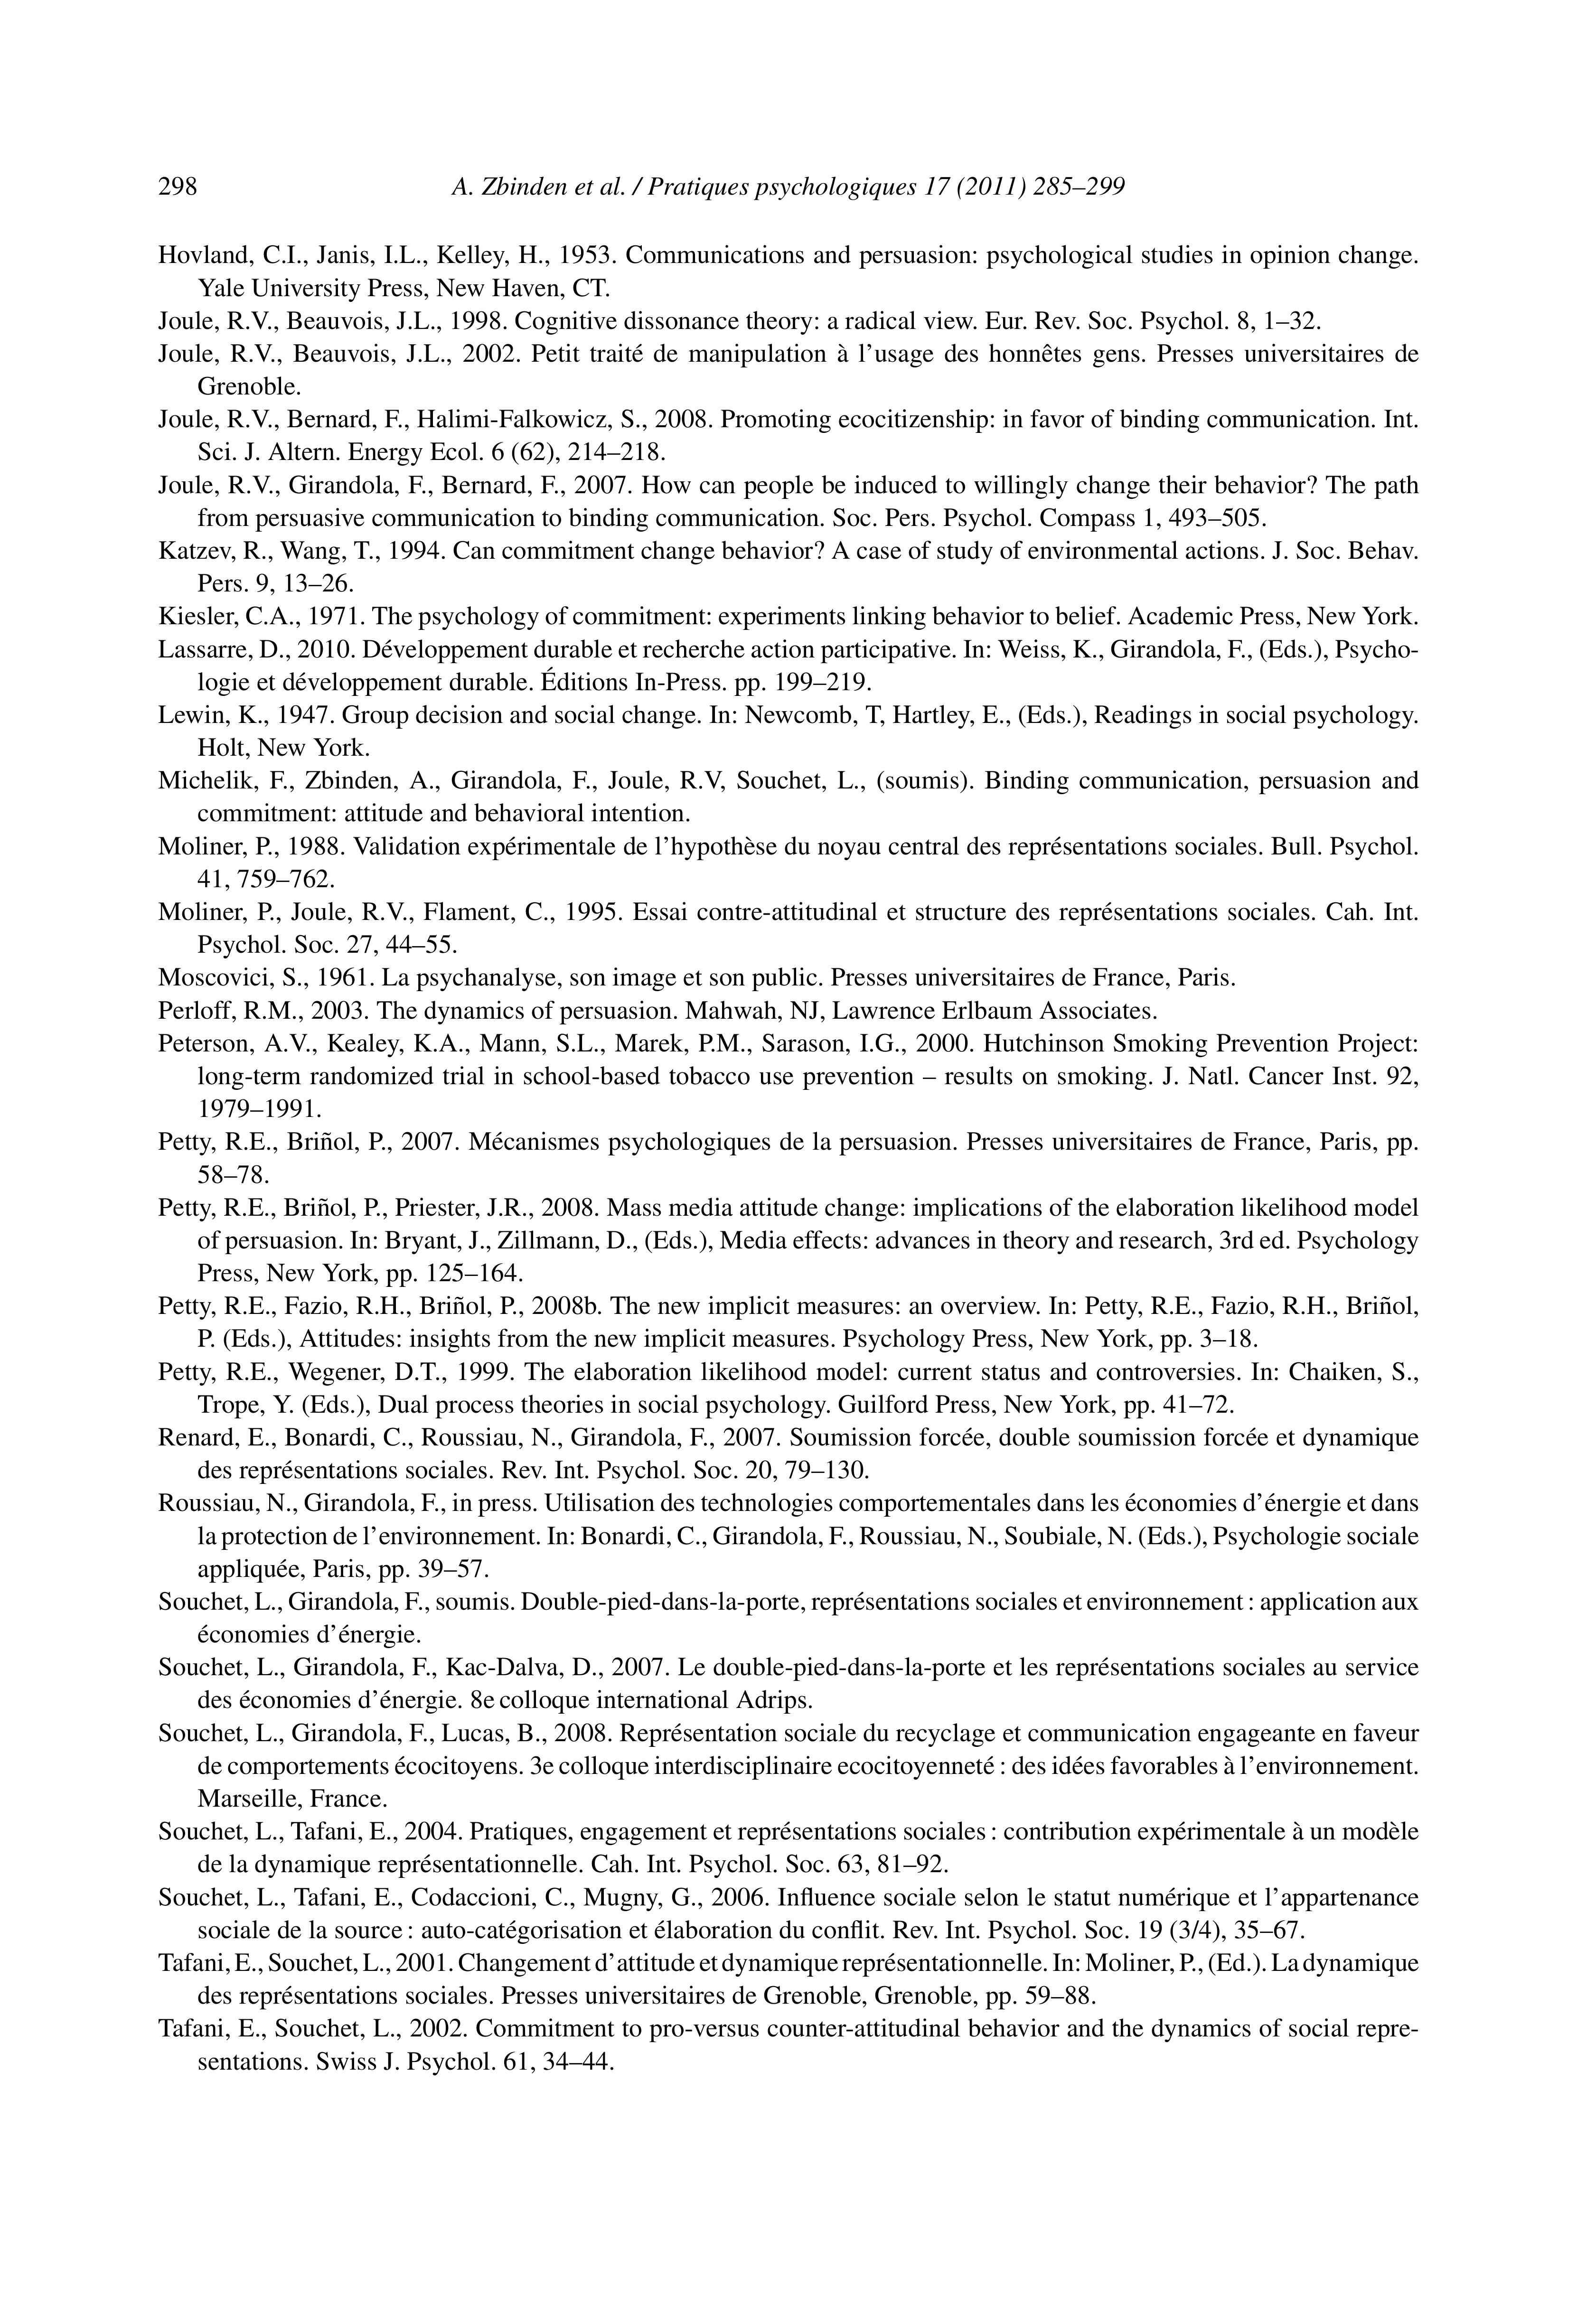 298
A. Zbinden et al. / Pratiques psychologiques 17 (2011) 285–299
Hovland, C.I., Janis, I.L., Kelley, H., 1953. Communications and persuasion: psychological studies in opinion change.
Yale University Press, New Haven, CT.
Joule, R.V., Beauvois, J.L., 1998. Cognitive dissonance theory: a radical view. Eur. Rev. Soc. Psychol. 8, 1–32.
Joule, R.V., Beauvois, J.L., 2002. Petit traité de manipulation à l’usage des honnêtes gens. Presses universitaires de
Grenoble.
Joule, R.V., Bernard, F., Halimi-Falkowicz, S., 2008. Promoting ecocitizenship: in favor of binding communication. Int.
Sci. J. Altern. Energy Ecol. 6 (62), 214–218.
Joule, R.V., Girandola, F., Bernard, F., 2007. How can people be induced to willingly change their behavior? The path
from persuasive communication to binding communication. Soc. Pers. Psychol. Compass 1, 493–505.
Katzev, R., Wang, T., 1994. Can commitment change behavior? A case of study of environmental actions. J. Soc. Behav.
Pers. 9, 13–26.
Kiesler, C.A., 1971. The psychology of commitment: experiments linking behavior to belief. Academic Press, New York.
Lassarre, D., 2010. Développement durable et recherche action participative. In: Weiss, K., Girandola, F., (Eds.), Psycho-
logie et développement durable. Éditions In-Press. pp. 199–219.
Lewin, K., 1947. Group decision and social change. In: Newcomb, T, Hartley, E., (Eds.), Readings in social psychology.
Holt, New York.
Michelik, F., Zbinden, A., Girandola, F., Joule, R.V, Souchet, L., (soumis). Binding communication, persuasion and
commitment: attitude and behavioral intention.
Moliner, P., 1988. Validation expérimentale de l’hypothèse du noyau central des représentations sociales. Bull. Psychol.
41, 759–762.
Moliner, P., Joule, R.V., Flament, C., 1995. Essai contre-attitudinal et structure des représentations sociales. Cah. Int.
Psychol. Soc. 27, 44–55.
Moscovici, S., 1961. La psychanalyse, son image et son public. Presses universitaires de France, Paris.
Perloff, R.M., 2003. The dynamics of persuasion. Mahwah, NJ, Lawrence Erlbaum Associates.
Peterson, A.V., Kealey, K.A., Mann, S.L., Marek, P.M., Sarason, I.G., 2000. Hutchinson Smoking Prevention Project:
long-term randomized trial in school-based tobacco use prevention – results on smoking. J. Natl. Cancer Inst. 92,
1979–1991.
Petty, R.E., Briñol, P., 2007. Mécanismes psychologiques de la persuasion. Presses universitaires de France, Paris, pp.
58–78.
Petty, R.E., Briñol, P., Priester, J.R., 2008. Mass media attitude change: implications of the elaboration likelihood model
of persuasion. In: Bryant, J., Zillmann, D., (Eds.), Media effects: advances in theory and research, 3rd ed. Psychology
Press, New York, pp. 125–164.
Petty, R.E., Fazio, R.H., Briñol, P., 2008b. The new implicit measures: an overview. In: Petty, R.E., Fazio, R.H., Briñol,
P. (Eds.), Attitudes: insights from the new implicit measures. Psychology Press, New York, pp. 3–18.
Petty, R.E., Wegener, D.T., 1999. The elaboration likelihood model: current status and controversies. In: Chaiken, S.,
Trope, Y. (Eds.), Dual process theories in social psychology. Guilford Press, New York, pp. 41–72.
Renard, E., Bonardi, C., Roussiau, N., Girandola, F., 2007. Soumission forcée, double soumission forcée et dynamique
des représentations sociales. Rev. Int. Psychol. Soc. 20, 79–130.
Roussiau, N., Girandola, F., in press. Utilisation des technologies comportementales dans les économies d’énergie et dans
la protection de l’environnement. In: Bonardi, C., Girandola, F., Roussiau, N., Soubiale, N. (Eds.), Psychologie sociale
appliquée, Paris, pp. 39–57.
Souchet, L., Girandola, F., soumis. Double-pied-dans-la-porte, représentations sociales et environnement : application aux
économies d’énergie.
Souchet, L., Girandola, F., Kac-Dalva, D., 2007. Le double-pied-dans-la-porte et les représentations sociales au service
des économies d’énergie. 8e colloque international Adrips.
Souchet, L., Girandola, F., Lucas, B., 2008. Représentation sociale du recyclage et communication engageante en faveur
de comportements écocitoyens. 3e colloque interdisciplinaire ecocitoyenneté : des idées favorables à l’environnement.
Marseille, France.
Souchet, L., Tafani, E., 2004. Pratiques, engagement et représentations sociales : contribution expérimentale à un modèle
de la dynamique représentationnelle. Cah. Int. Psychol. Soc. 63, 81–92.
Souchet, L., Tafani, E., Codaccioni, C., Mugny, G., 2006. Influence sociale selon le statut numérique et l’appartenance
sociale de la source : auto-catégorisation et élaboration du conflit. Rev. Int. Psychol. Soc. 19 (3/4), 35–67.
Tafani, E., Souchet, L., 2001. Changement d’attitude et dynamique représentationnelle. In: Moliner, P., (Ed.). La dynamique
des représentations sociales. Presses universitaires de Grenoble, Grenoble, pp. 59–88.
Tafani, E., Souchet, L., 2002. Commitment to pro-versus counter-attitudinal behavior and the dynamics of social repre-
sentations. Swiss J. Psychol. 61, 34–44.